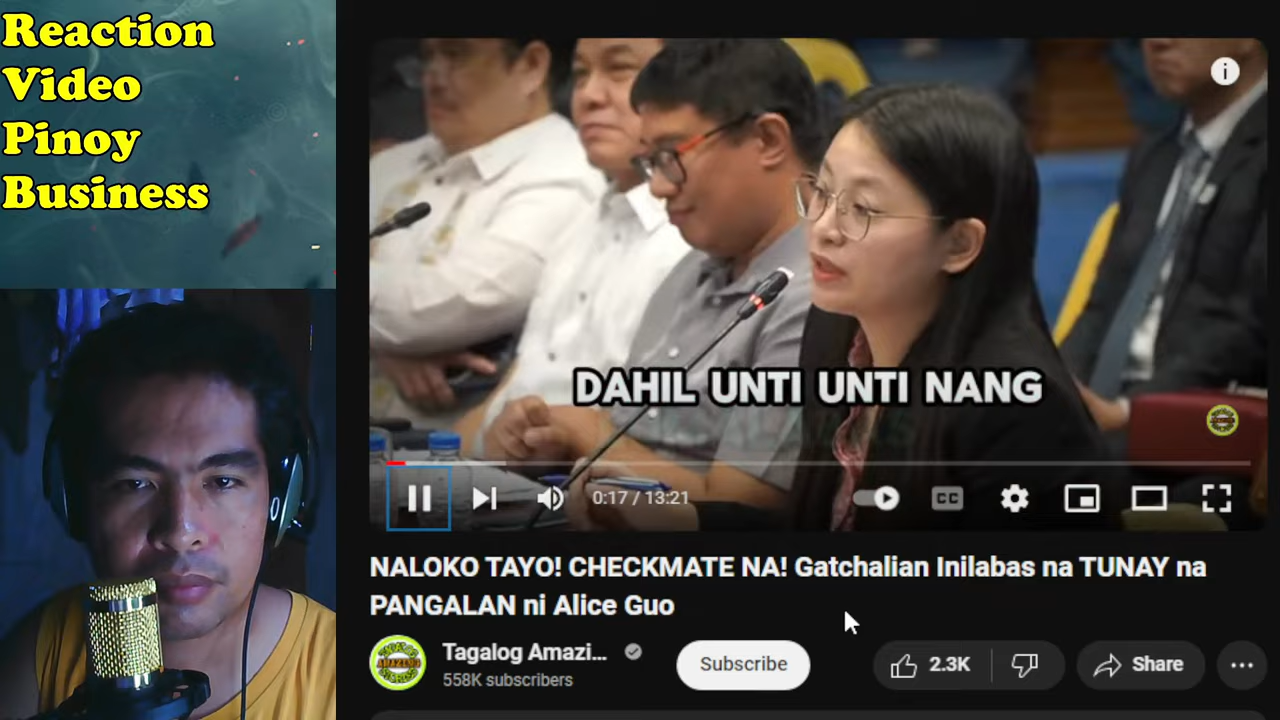 Reaction
Video
Pinoy
Business
DAHIL UNTI UNTI NANG
0:17 / 13:21
CC
NALOKO TAYO! CHECKMATE NA! Gatchalian Inilabas na TUNAY na
PANGALAN ni Alice Guo
Tagalog Amazi...
558K subscribers
Subscribe
2.3K
Share